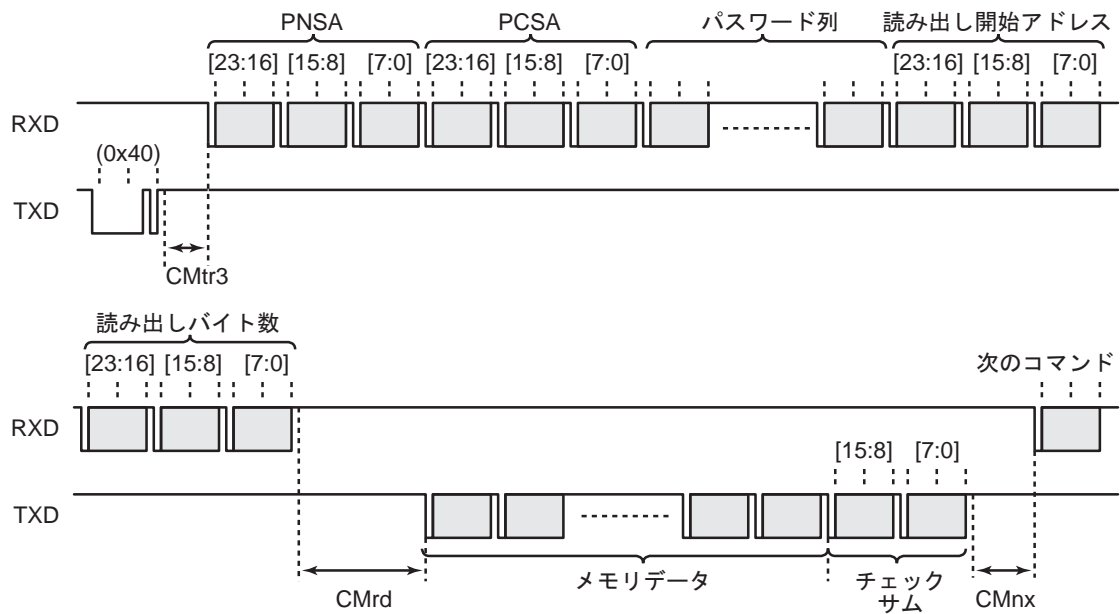 PNSA PCSA パスワード列 読み出し開始アドレス
[23:16] [15:8] [7:0] [23:16] [15:8] [7:0] [23:16] [15:8] [7:0]
RXD
(0x40)
TXD
CMtr3
読み出しバイト数
[23:16] [15:8] [7:0] 次のコマンド
RXD
[15:8] [7:0]
TXD
メモリデータ チェック
サム
CMrd CMnx